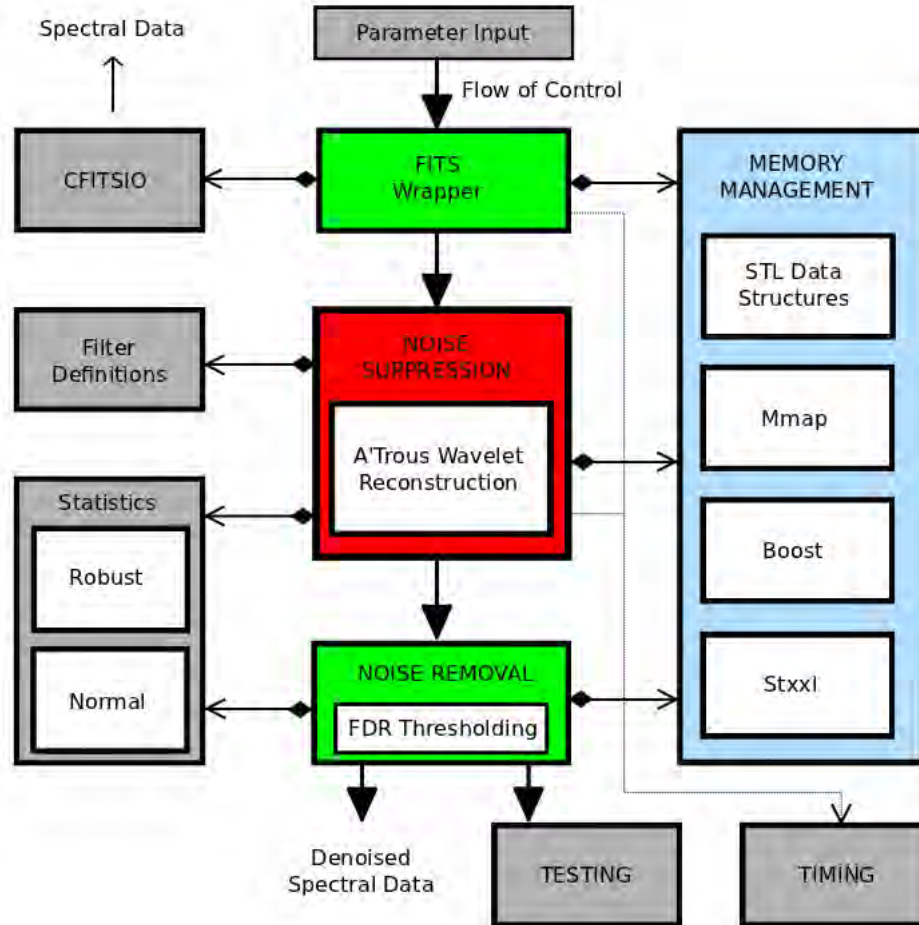 Spectral Data
Parameter Input
Flow of Control
CFITSIO
FITS
Wrapper
MEMORY
MANAGEMENT
STL Data
Structures
Filter
Definitions
NOISE
SUPPRESSION
A'Trous Wavelet
Reconstruction
Mmap
Statistics
Robust
Normal
Boost
NOISE REMOVAL
FDR Thresholding
Stxxl
Denoised
Spectral Data
TESTING
TIMING